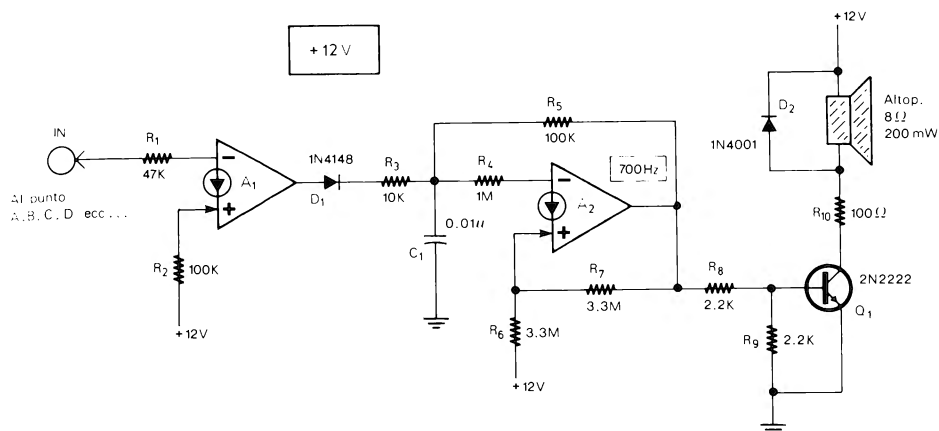 +12 V
+12V
IN
R1
47K
Al punto
A, B, C, D ecc...
R2
100K
+12V
−
+
A1
1N4148
D1
R3
10K
R5
100K
R4
1M
0.01µ
C1
−
+
A2
700Hz
R7
3.3M
R6
3.3M
+12V
R8
2.2K
R9
2.2K
D2
1N4001
Altop.
8Ω
200 mW
R10
100Ω
2N2222
Q1